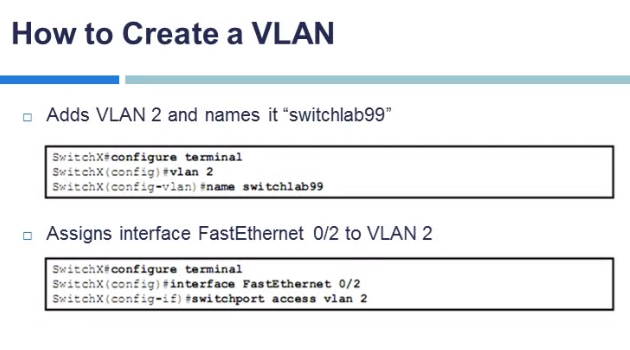 How to Create a VLAN
Adds VLAN 2 and names it “switchlab99”
SwitchX#configure terminal
SwitchX(config)#vlan 2
SwitchX(config-vlan)#name switchlab99
Assigns interface FastEthernet 0/2 to VLAN 2
SwitchX#configure terminal
SwitchX(config)#interface FastEthernet 0/2
SwitchX(config-if)#switchport access vlan 2